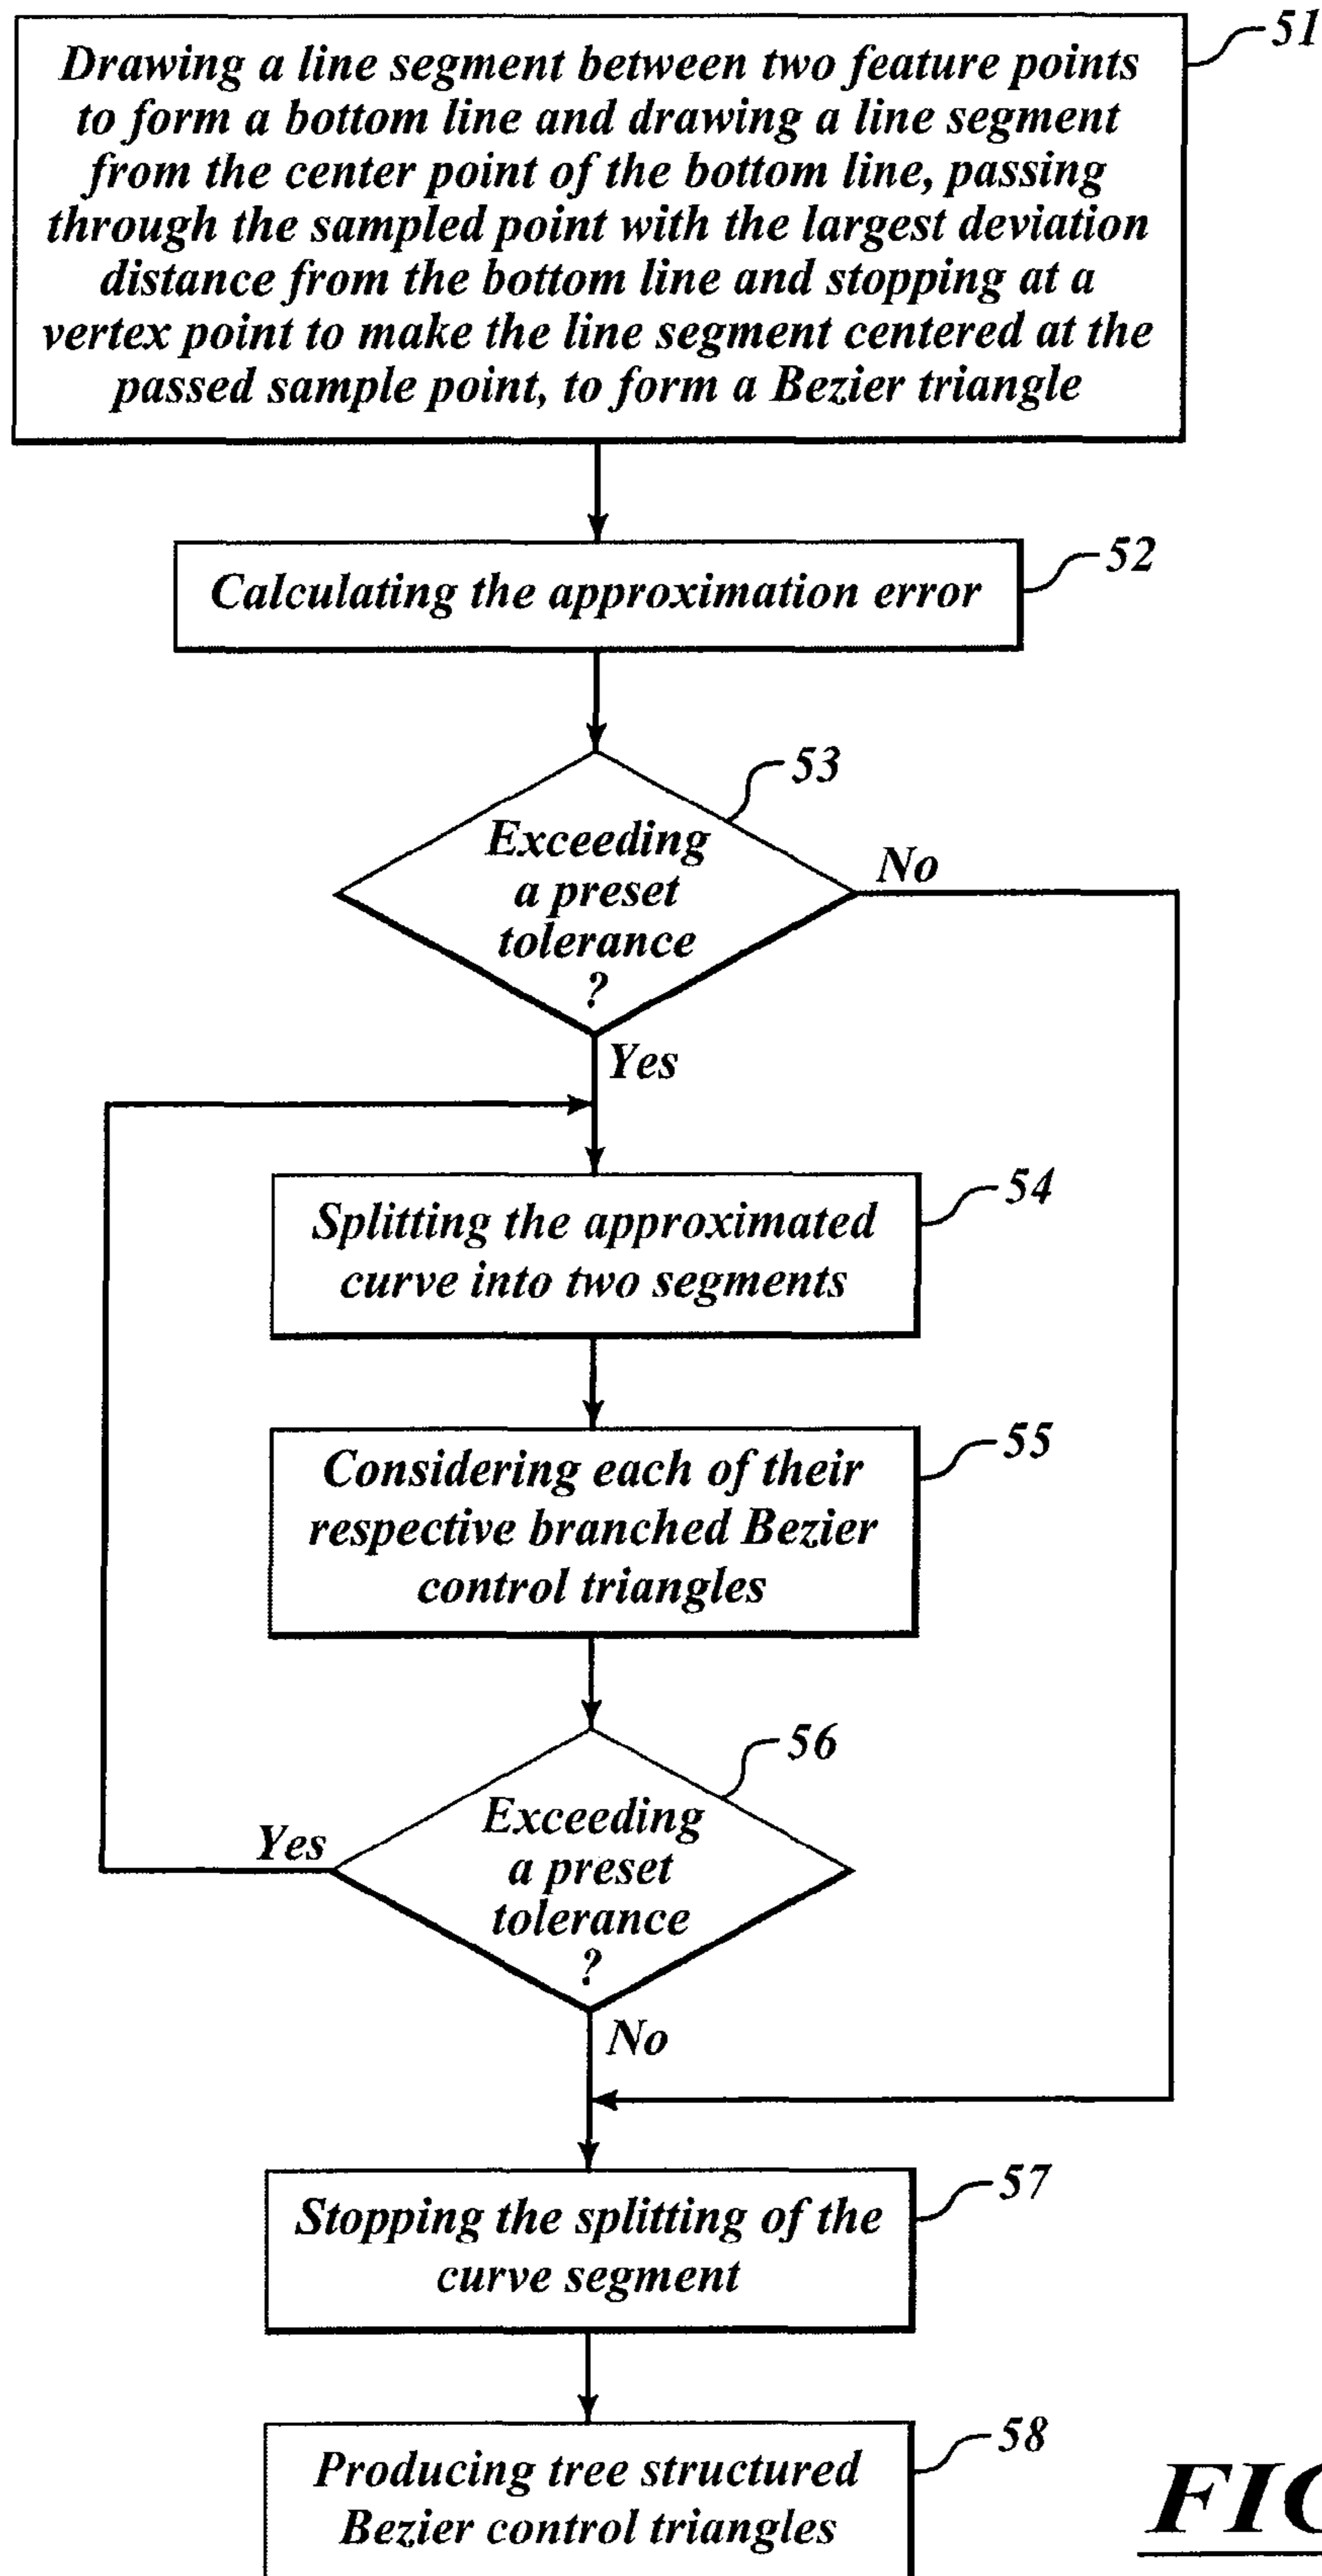 51
Drawing a line segment between two feature points
to form a bottom line and drawing a line segment
from the center point of the bottom line, passing
through the sampled point with the largest deviation
distance from the bottom line and stopping at a
vertex point to make the line segment centered at the
passed sample point, to form a Bezier triangle
52
Calculating the approximation error
53
Exceeding
a preset
tolerance
?
No
Yes
54
Splitting the approximated
curve into two segments
55
Considering each of their
respective branched Bezier
control triangles
56
Exceeding
a preset
tolerance
?
Yes
No
57
Stopping the splitting of the
curve segment
58
Producing tree structured
Bezier control triangles